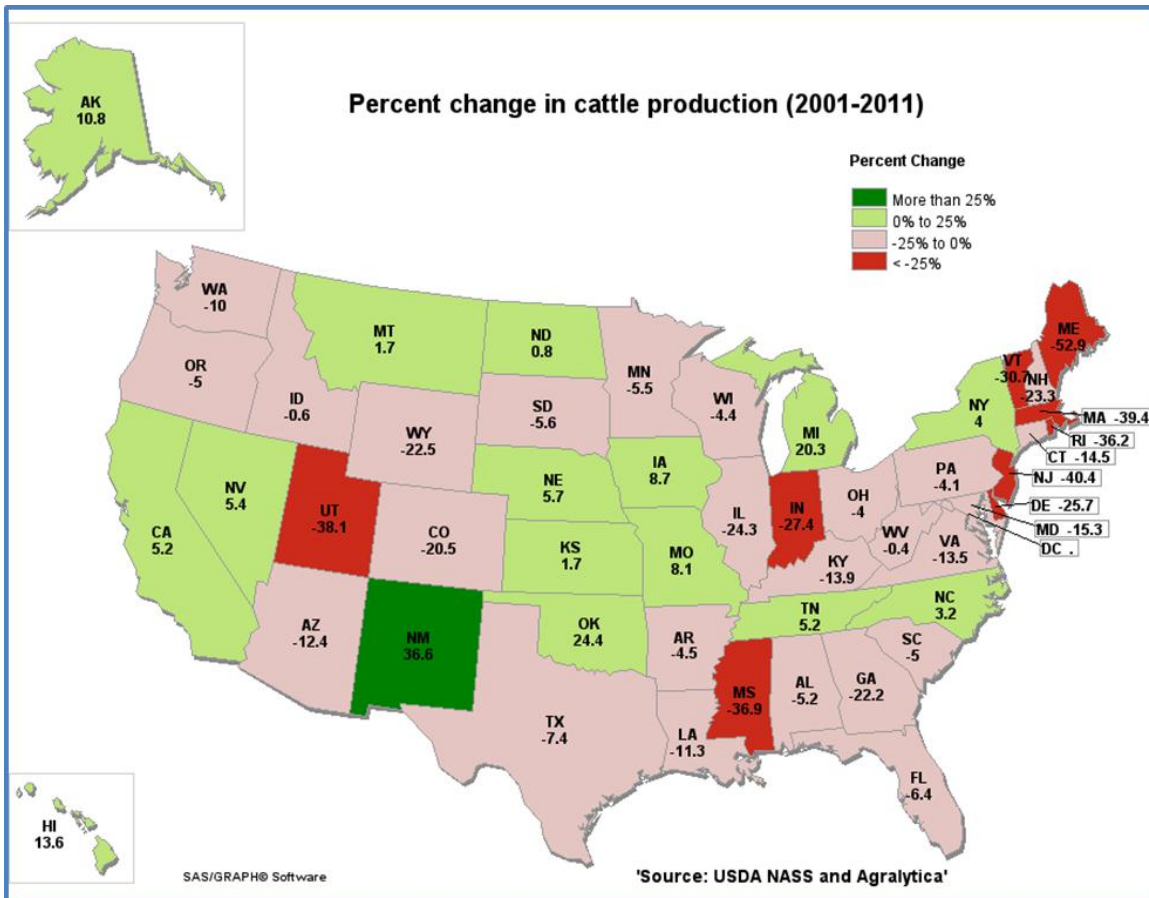 AK
10.8
Percent change in cattle production (2001-2011)
Percent Change
More than 25%
0% to 25%
-25% to 0%
< -25%
WA
-10
MT
1.7
ND
0.8
MN
-5.5
ME
-52.9
VT
-30.7
NH
-23.3
OR
-5
ID
-0.6
WY
-22.5
SD
-5.6
WI
-4.4
MI
20.3
NY
4
MA -39.4
RI -36.2
CT -14.5
NJ -40.4
DE -25.7
MD -15.3
DC .
CA
5.2
NV
5.4
UT
-38.1
CO
-20.5
NE
5.7
IA
8.7
IL
-24.3
IN
-27.4
OH
-4
PA
-4.1
WV
-0.4
VA
-13.5
KS
1.7
MO
8.1
KY
-13.9
AZ
-12.4
NM
36.6
OK
24.4
AR
-4.5
TN
5.2
NC
3.2
SC
-5
TX
-7.4
LA
-11.3
MS
-36.9
AL
-5.2
GA
-22.2
FL
-6.4
HI
13.6
SAS/GRAPH® Software
'Source: USDA NASS and Agralytica'